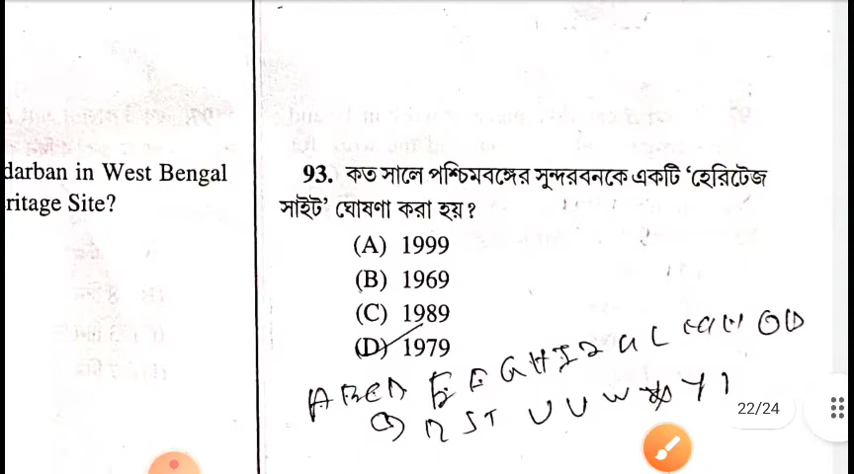 darban in West Bengal
ritage Site?
93. কত সালে পশ্চিমবঙ্গের সুন্দরবনকে একটি ‘হেরিটেজ
সাইট’ ঘোষণা করা হয়?
(A) 1999
(B) 1969
(C) 1989
(D) 1979
A B C D E F G H I
S T U V W
22/24